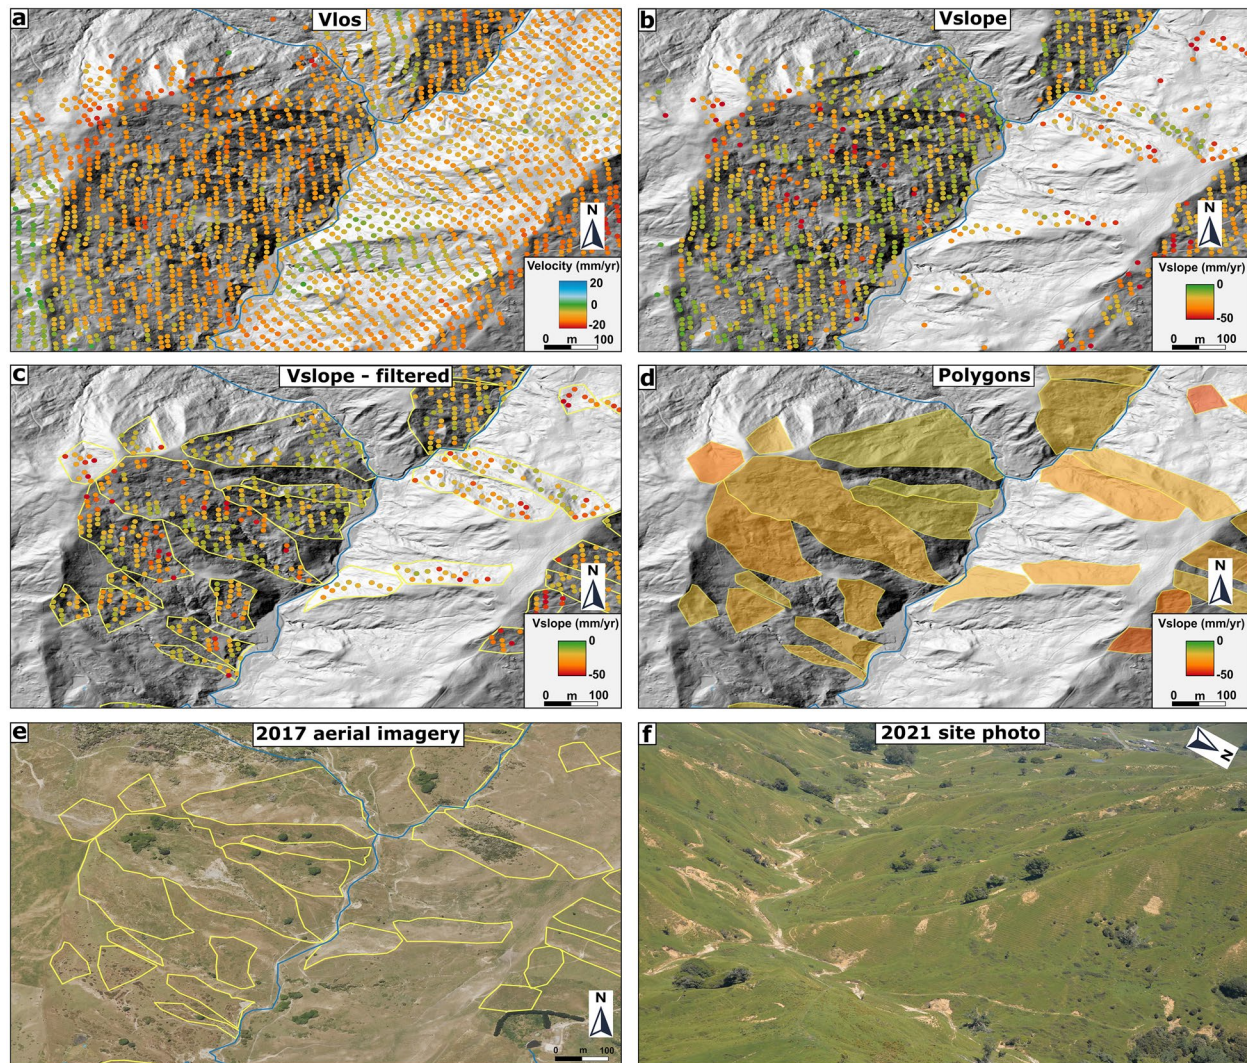 a
Vlos
N
Velocity (mm/yr)
20
0
-20
0 m 100
b
Vslope
N
Vslope (mm/yr)
0
-50
0 m 100
c
Vslope - filtered
N
Vslope (mm/yr)
0
-50
0 m 100
d
Polygons
N
Vslope (mm/yr)
0
-50
0 m 100
e
2017 aerial imagery
N
0 m 100
f
2021 site photo
N